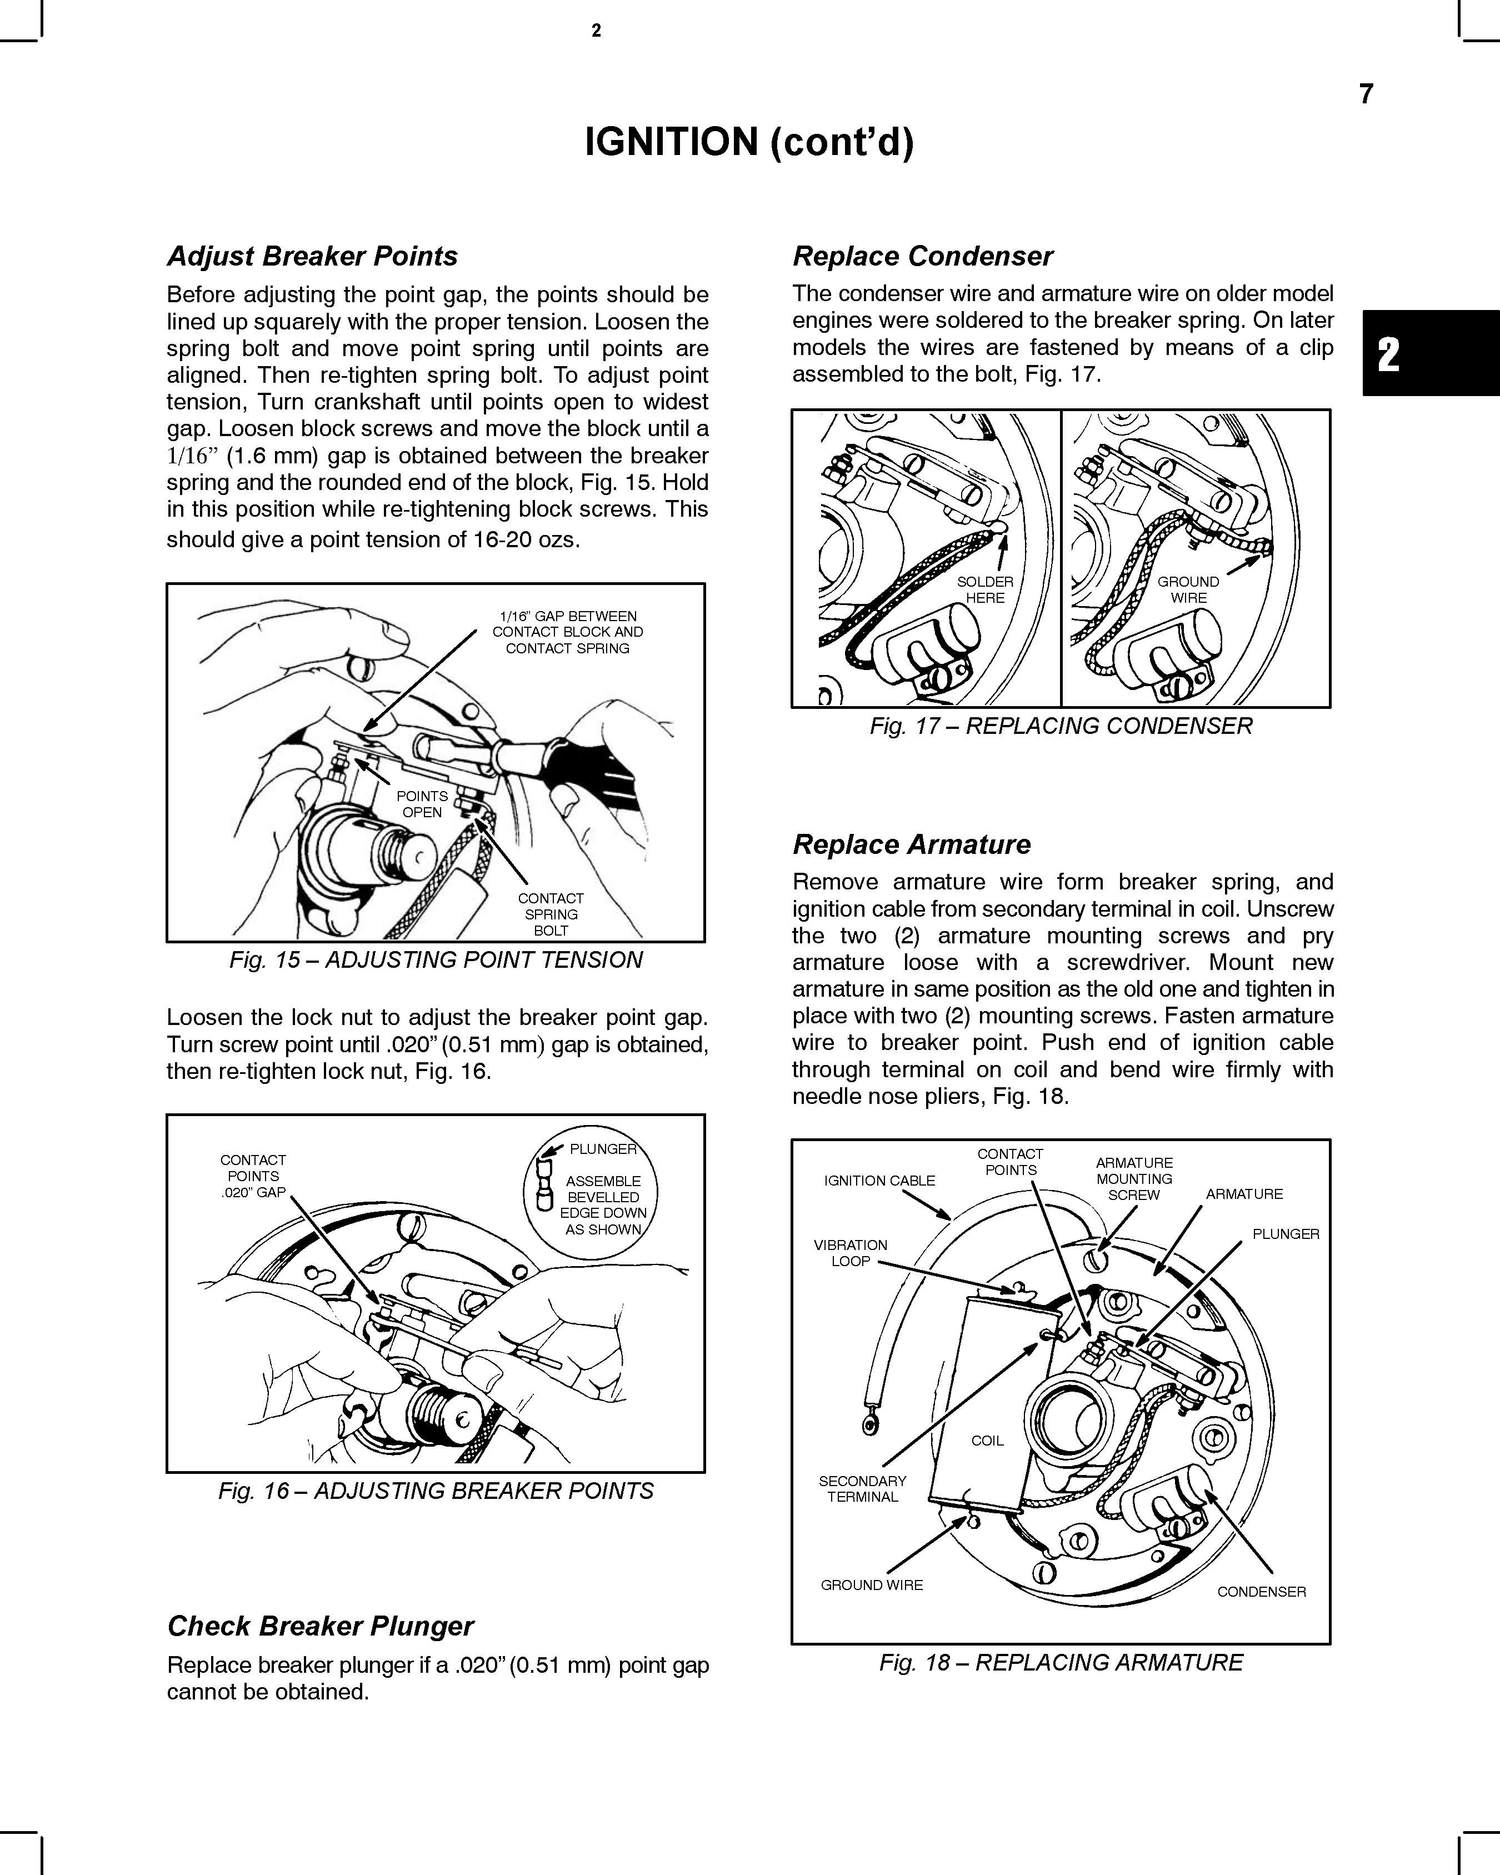 2
7
IGNITION (cont’d)
Adjust Breaker Points
Before adjusting the point gap, the points should be
lined up squarely with the proper tension. Loosen the
spring bolt and move point spring until points are
aligned. Then re-tighten spring bolt. To adjust point
tension, Turn crankshaft until points open to widest
gap. Loosen block screws and move the block until a
1/16” (1.6 mm) gap is obtained between the breaker
spring and the rounded end of the block, Fig. 15. Hold
in this position while re-tightening block screws. This
should give a point tension of 16-20 ozs.
1/16” GAP BETWEEN
CONTACT BLOCK AND
CONTACT SPRING
POINTS
OPEN
CONTACT
SPRING
BOLT
Fig. 15 – ADJUSTING POINT TENSION
Loosen the lock nut to adjust the breaker point gap.
Turn screw point until .020” (0.51 mm) gap is obtained,
then re-tighten lock nut, Fig. 16.
CONTACT
POINTS
.020” GAP
PLUNGER
ASSEMBLE
BEVELLED
EDGE DOWN
AS SHOWN
Fig. 16 – ADJUSTING BREAKER POINTS
Check Breaker Plunger
Replace breaker plunger if a .020” (0.51 mm) point gap
cannot be obtained.
Replace Condenser
The condenser wire and armature wire on older model
engines were soldered to the breaker spring. On later
models the wires are fastened by means of a clip
assembled to the bolt, Fig. 17.
2
SOLDER
HERE
GROUND
WIRE
Fig. 17 – REPLACING CONDENSER
Replace Armature
Remove armature wire form breaker spring, and
ignition cable from secondary terminal in coil. Unscrew
the two (2) armature mounting screws and pry
armature loose with a screwdriver. Mount new
armature in same position as the old one and tighten in
place with two (2) mounting screws. Fasten armature
wire to breaker point. Push end of ignition cable
through terminal on coil and bend wire firmly with
needle nose pliers, Fig. 18.
IGNITION CABLE
CONTACT
POINTS
ARMATURE
MOUNTING
SCREW
ARMATURE
PLUNGER
VIBRATION
LOOP
COIL
SECONDARY
TERMINAL
GROUND WIRE
CONDENSER
Fig. 18 – REPLACING ARMATURE